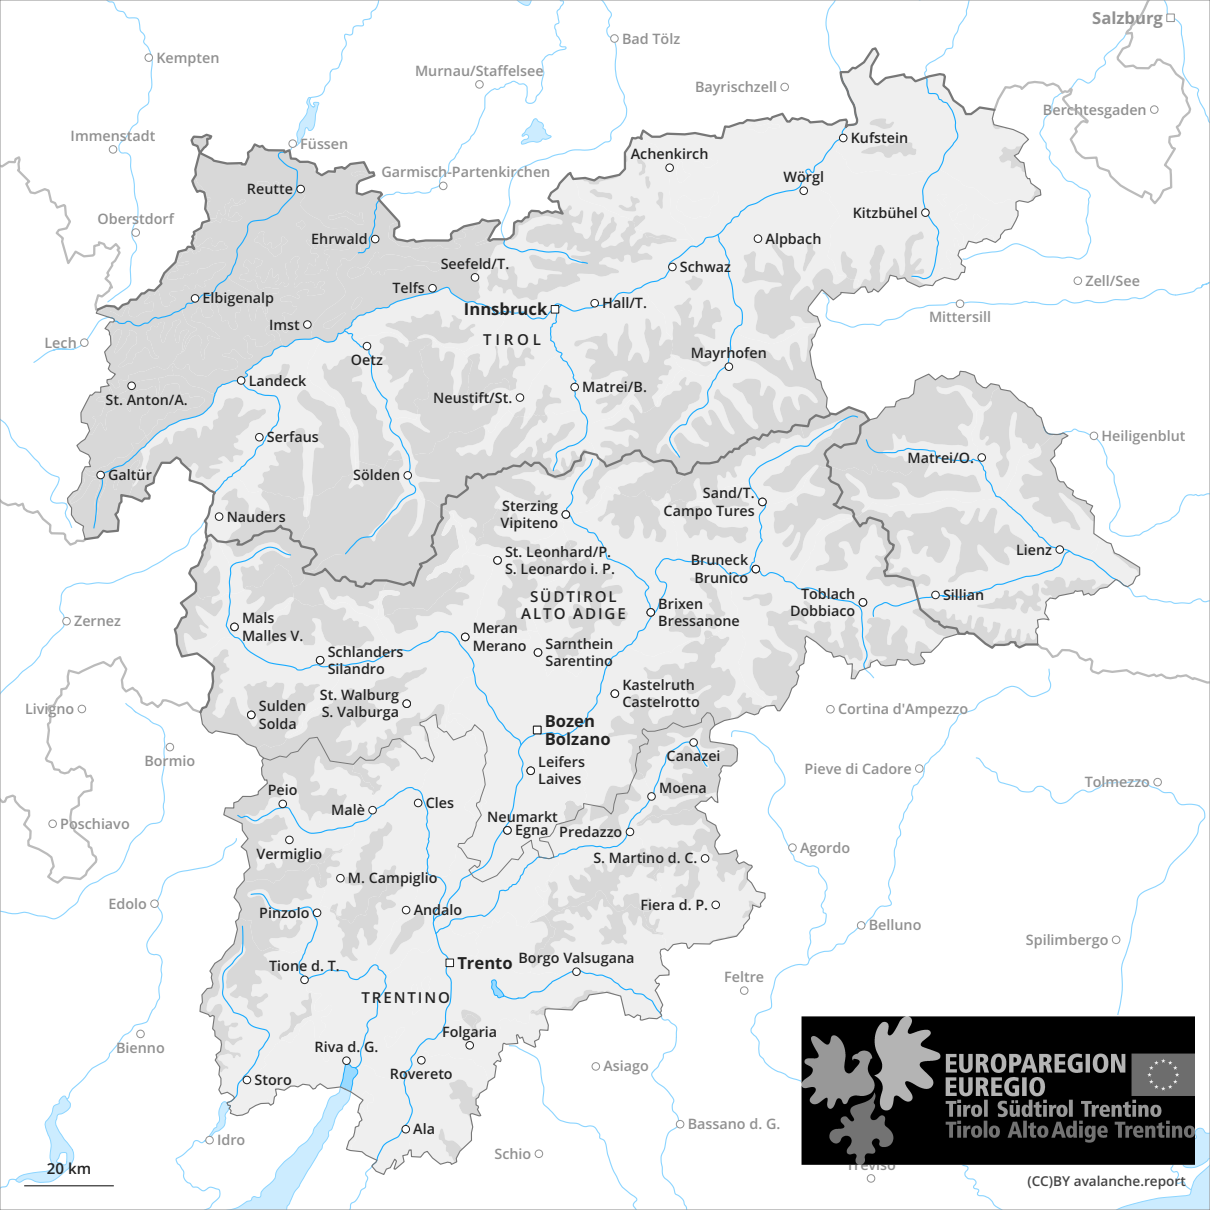 Salzburg
Bad Tölz
Kempten
Murnau/Staffelsee
Bayrischzell
Berchtesgaden
Immenstadt
Füssen
Kufstein
Achenkirch
Garmisch-Partenkirchen
Wörgl
Reutte
Oberstdorf
Kitzbühel
Ehrwald
Alpbach
Seefeld/T.
Schwaz
Zell/See
Telfs
Elbigenalp
Hall/T.
Innsbruck
Mittersill
Imst
TIROL
Lech
Oetz
Mayrhofen
Landeck
Matrei/B.
St. Anton/A.
Neustift/St.
Serfaus
Heiligenblut
Matrei/O.
Galtür
Sölden
Sand/T.
Campo Tures
Sterzing
Vipiteno
Nauders
St. Leonhard/P.
S. Leonardo i. P.
Lienz
Bruneck
Brunico
SÜDTIROL
ALTO ADIGE
Toblach
Dobbiaco
Sillian
Brixen
Bressanone
Zernez
Mals
Malles V.
Meran
Merano
Sarnthein
Sarentino
Schlanders
Silandro
Kastelruth
Castelrotto
St. Walburg
S. Valburga
Sulden
Solda
Livigno
Cortina d'Ampezzo
Bozen
Bolzano
Bormio
Canazei
Leifers
Laives
Pieve di Cadore
Tolmezzo
Peio
Moena
Malè
Cles
Neumarkt
Egna
Predazzo
Poschiavo
Vermiglio
Agordo
S. Martino d. C.
M. Campiglio
Edolo
Pinzolo
Andalo
Fiera d. P.
Belluno
Spilimbergo
Trento
Borgo Valsugana
Tione d. T.
Feltre
TRENTINO
Folgaria
Bienno
Riva d. G.
Rovereto
Asiago
Storo
EUROPAREGION
EUREGIO
Tirol Südtirol Trentino
Tirolo Alto Adige Trentino
Ala
Bassano d. G.
Idro
Schio
Treviso
20 km
(CC)BY avalanche.report